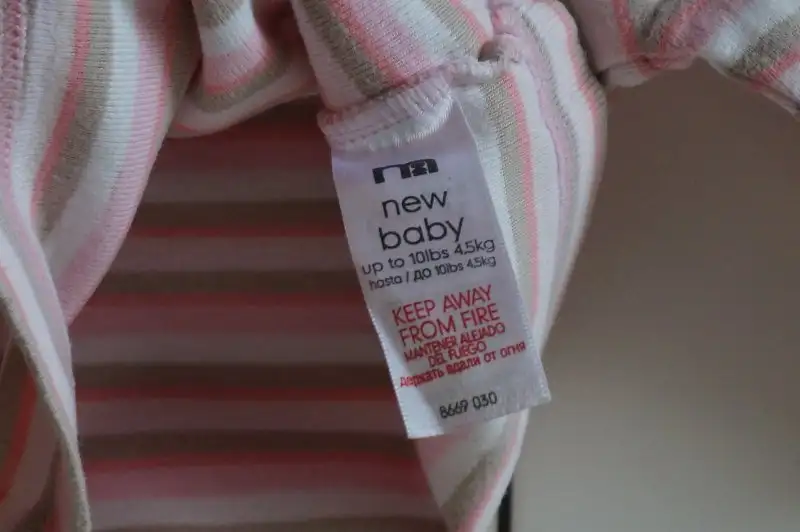 new
baby
up to 10lbs 4.5kg
hasta / до 10lbs 4.5kg
KEEP AWAY
FROM FIRE
MANTENER ALEJADO
DEL FUEGO
держать вдали от огня
8669 030